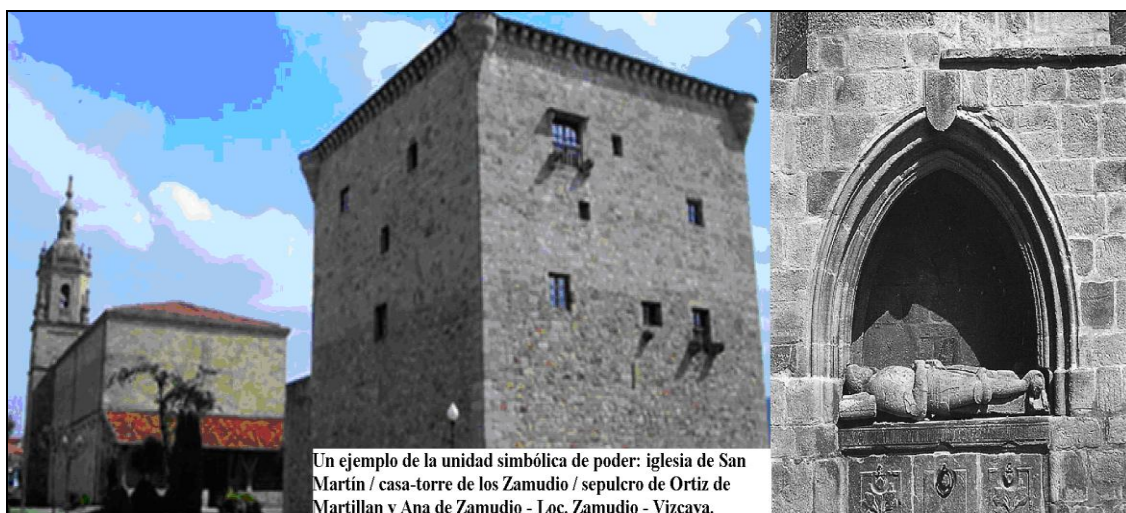 Un ejemplo de la unidad simbólica de poder: iglesia de San
Martín / casa-torre de los Zamudio / sepulcro de Ortiz de
Martillan y Ana de Zamudio - Loc. Zamudio - Vizcaya.